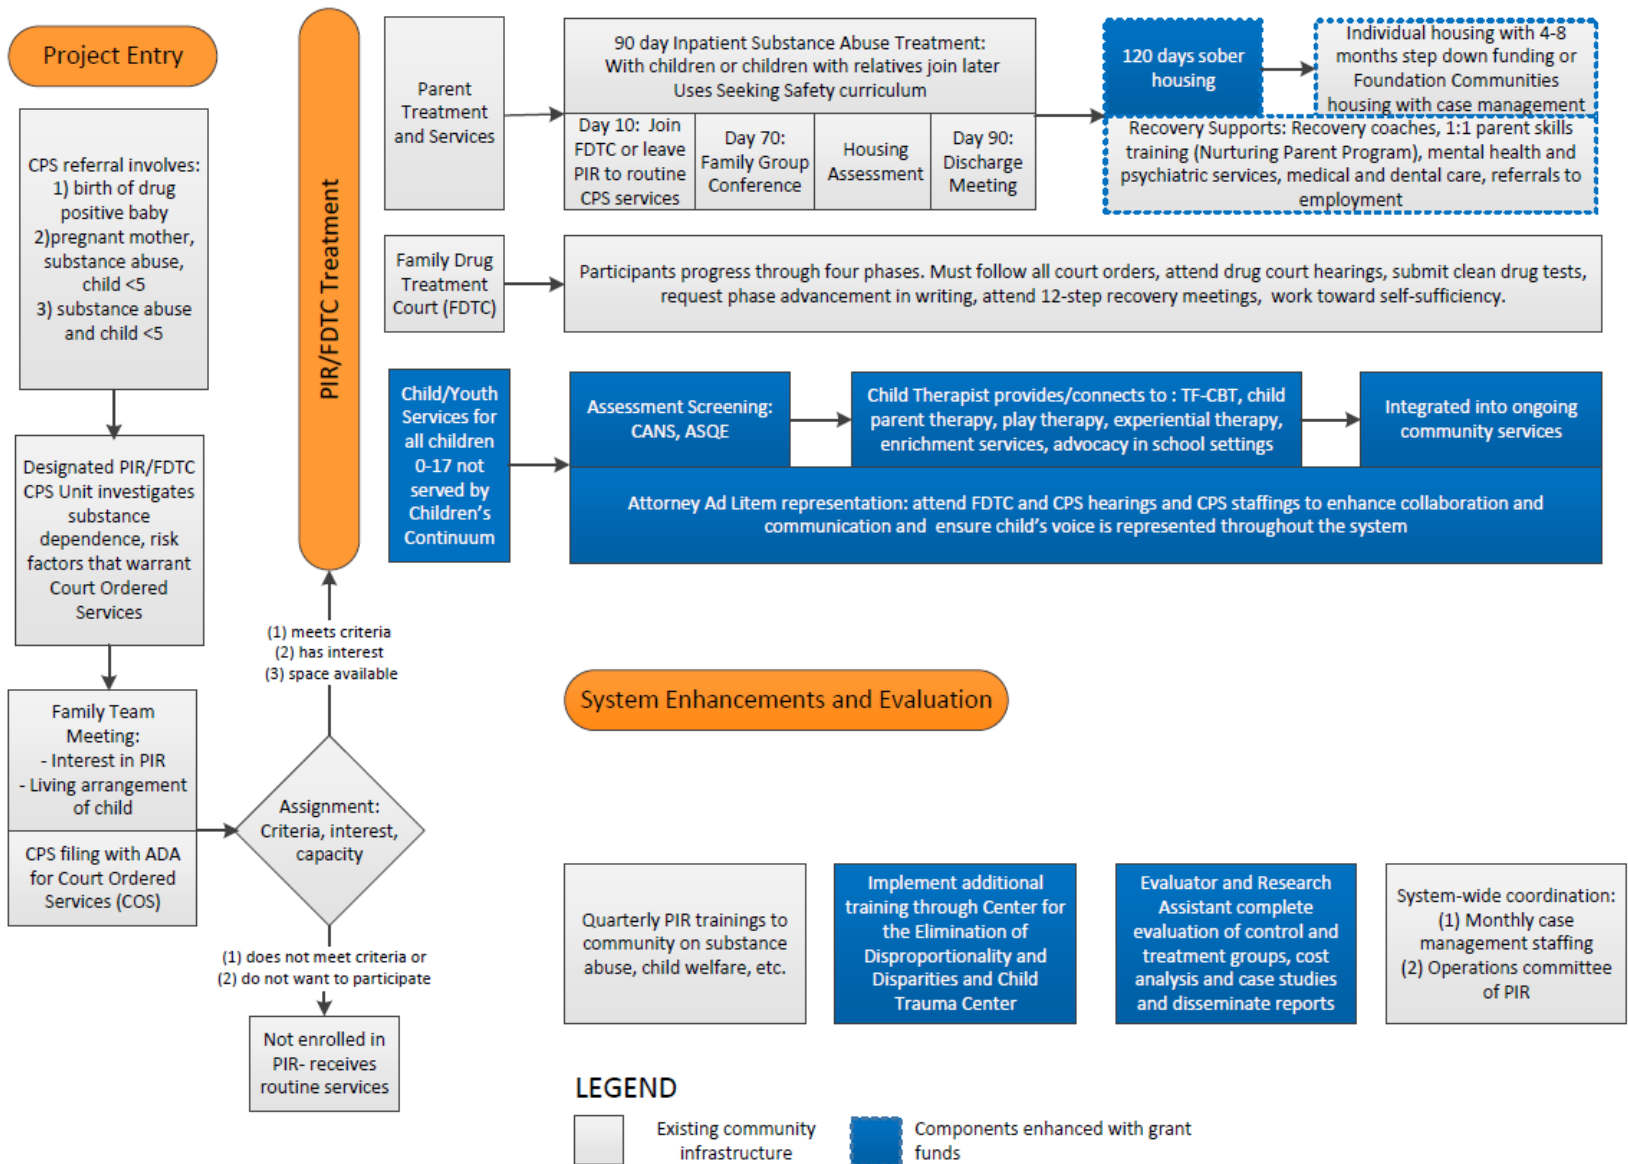 Project Entry
CPS referral involves:
1) birth of drug
positive baby
2)pregnant mother,
substance abuse,
child <5
3) substance abuse
and child <5
Designated PIR/FDTC
CPS Unit investigates
substance
dependence, risk
factors that warrant
Court Ordered
Services
Family Team
Meeting:
- Interest in PIR
- Living arrangement
of child
CPS filing with ADA
for Court Ordered
Services (COS)
Assignment:
Criteria, interest,
capacity
(1) meets criteria
(2) has interest
(3) space available
(1) does not meet criteria or
(2) do not want to participate
Not enrolled in
PIR- receives
routine services
PIR/FDTC Treatment
Parent
Treatment
and Services
90 day Inpatient Substance Abuse Treatment:
With children or children with relatives join later
Uses Seeking Safety curriculum
Day 10:  Join
FDTC or leave
PIR to routine
CPS services
Day 70:
Family Group
Conference
Housing
Assessment
Day 90:
Discharge
Meeting
120 days sober
housing
Individual housing with 4-8
months step down funding or
Foundation Communities
housing with case management
Recovery Supports: Recovery coaches, 1:1 parent skills
training (Nurturing Parent Program), mental health and
psychiatric services, medical and dental care, referrals to
employment
Family Drug
Treatment
Court (FDTC)
Participants progress through four phases. Must follow all court orders, attend drug court hearings, submit clean drug tests,
request phase advancement in writing, attend 12-step recovery meetings,  work toward self-sufficiency.
Child/Youth
Services for
all children
0-17 not
served by
Children's
Continuum
Assessment Screening:
CANS, ASQE
Child Therapist provides/connects to : TF-CBT, child
parent therapy, play therapy, experiential therapy,
enrichment services, advocacy in school settings
Integrated into ongoing
community services
Attorney Ad Litem representation: attend FDTC and CPS hearings and CPS staffings to enhance collaboration and
communication and  ensure child's voice is represented throughout the system
System Enhancements and Evaluation
Quarterly PIR trainings to
community on substance
abuse, child welfare, etc.
Implement additional
training through Center for
the Elimination of
Disproportionality and
Disparities and Child
Trauma Center
Evaluator and Research
Assistant complete
evaluation of control and
treatment groups, cost
analysis and case studies
and disseminate reports
System-wide coordination:
(1) Monthly case
management staffing
(2) Operations committee
of PIR
LEGEND
Existing community
infrastructure
Components enhanced with grant
funds